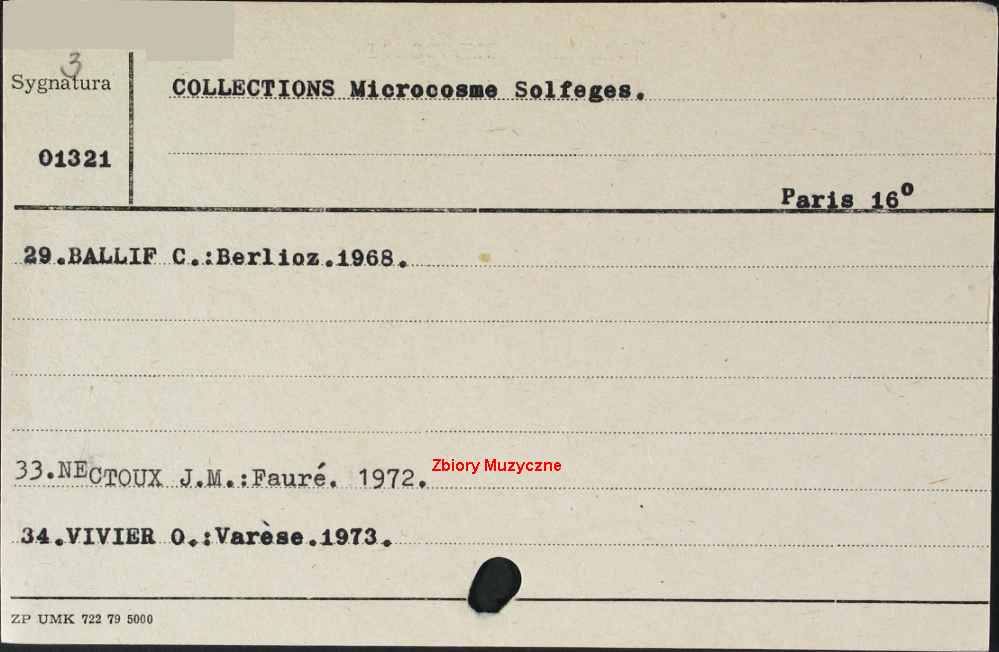 3
Sygnatura
COLLECTIONS Microcosme Solfeges.
01321
Paris 16°
29.BALLIF C.:Berlioz.1968.
33.NECTOUX J.M.:Fauré. 1972.
Zbiory Muzyczne
34.VIVIER O.:Varèse.1973.
ZP UMK 722 79 5000